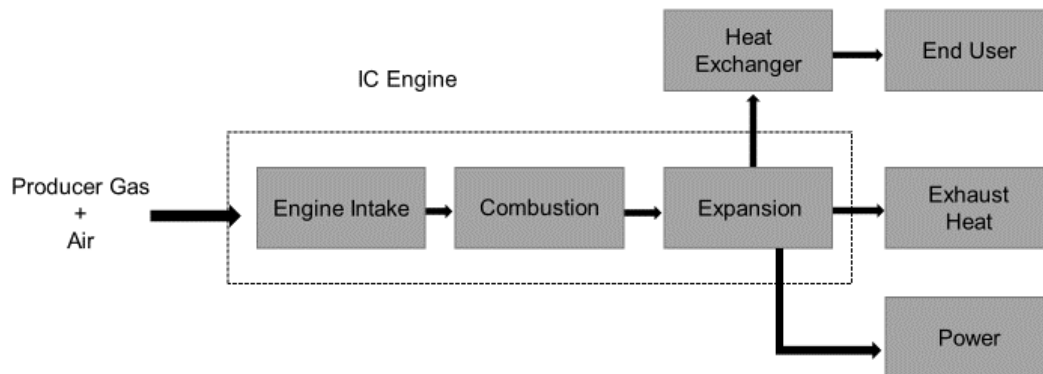 Heat
Exchanger
End User
IC Engine
Producer Gas
+
Air
Engine Intake
Combustion
Expansion
Exhaust
Heat
Power